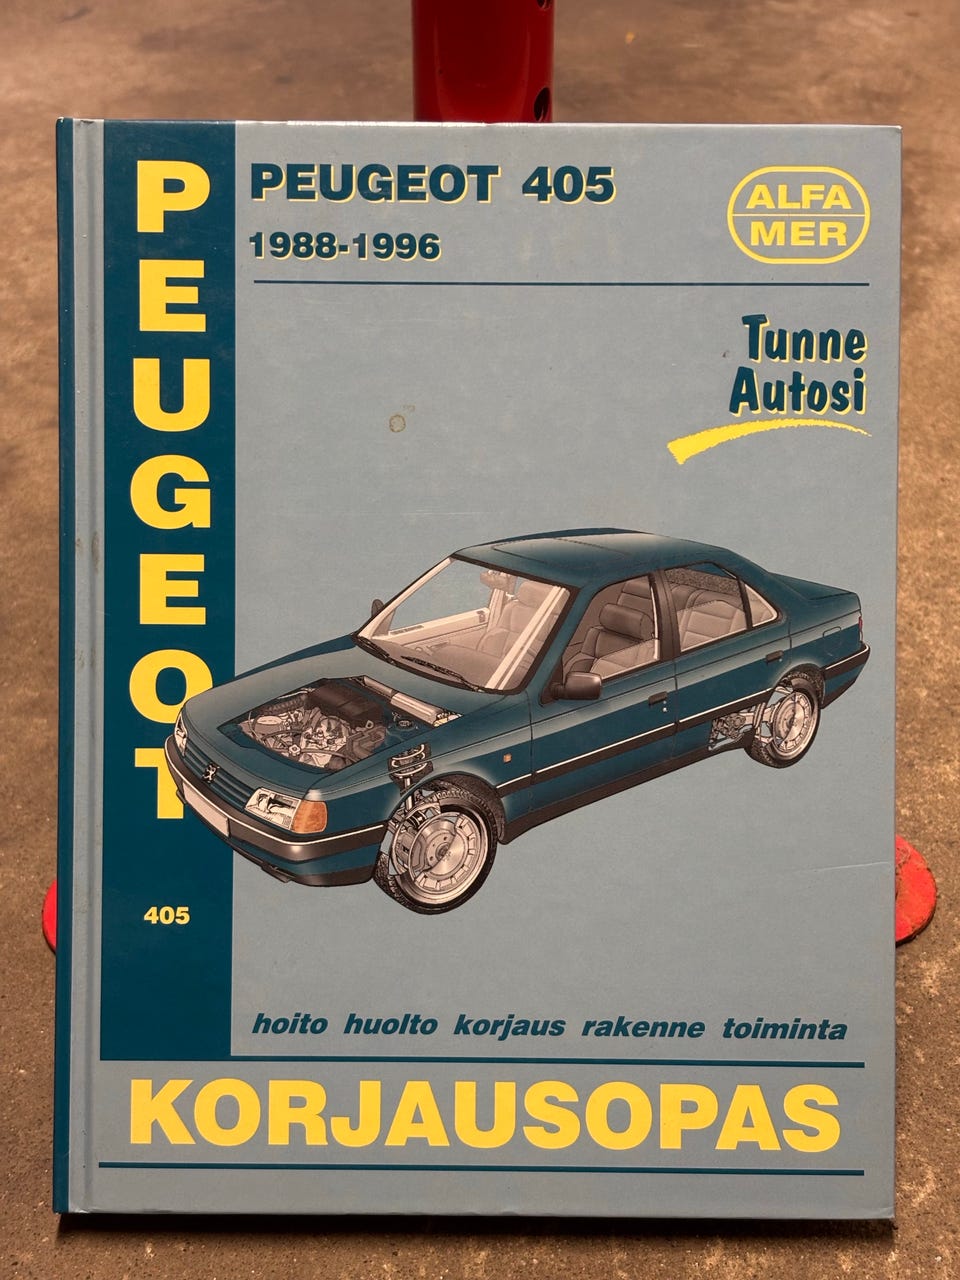 PEUGEOT
PEUGEOT 405
1988-1996
ALFA
MER
Tunne
Autosi
405
hoito huolto korjaus rakenne toiminta
KORJAUSOPAS